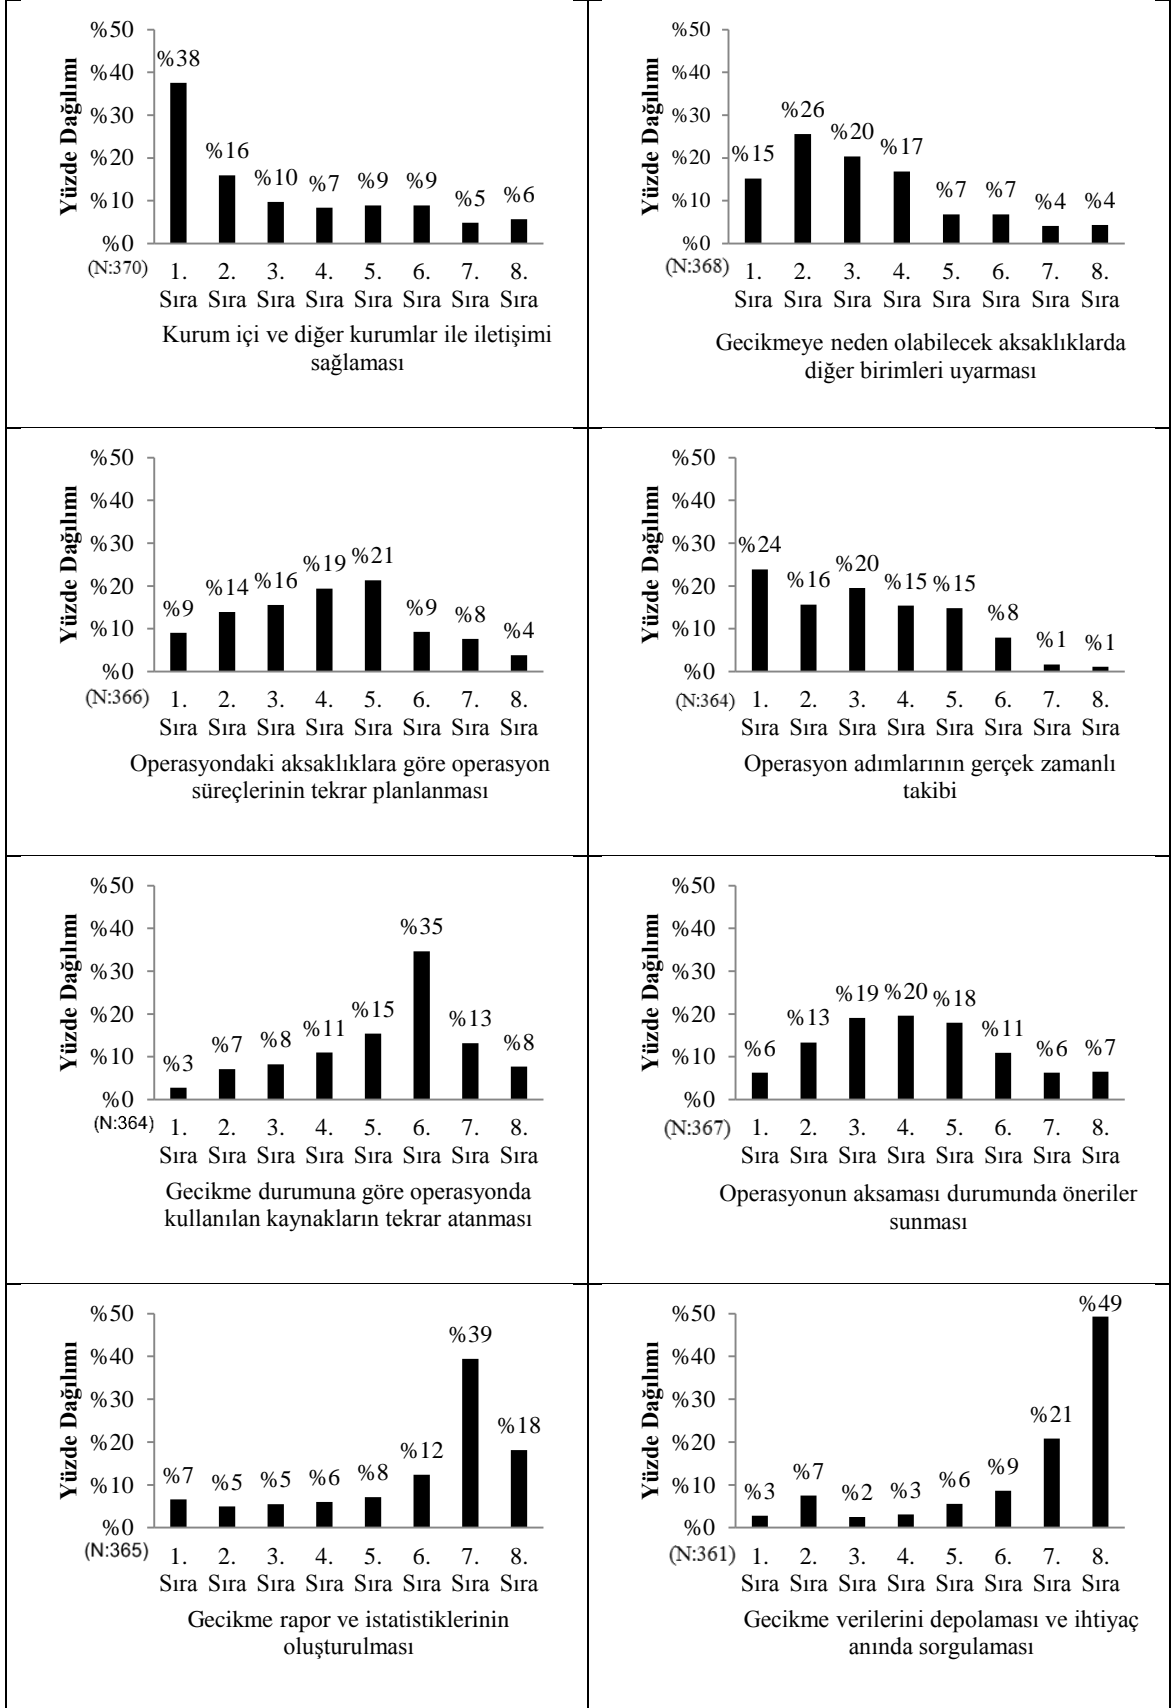 %50
%40
%30
%20
%10
%0
Yüzde Dağılımı
%38
%16
%10
%7
%9
%9
%5
%6
(N:370)
1. 2. 3. 4. 5. 6. 7. 8.
Sıra Sıra Sıra Sıra Sıra Sıra Sıra Sıra
Kurum içi ve diğer kurumlar ile iletişimi
sağlaması
%50
%40
%30
%20
%10
%0
Yüzde Dağılımı
%15
%26
%20
%17
%7
%7
%4
%4
(N:368)
1. 2. 3. 4. 5. 6. 7. 8.
Sıra Sıra Sıra Sıra Sıra Sıra Sıra Sıra
Gecikmeye neden olabilecek aksaklıklarda
diğer birimleri uyarması
%50
%40
%30
%20
%10
%0
Yüzde Dağılımı
%9
%14
%16
%19
%21
%9
%8
%4
(N:366)
1. 2. 3. 4. 5. 6. 7. 8.
Sıra Sıra Sıra Sıra Sıra Sıra Sıra Sıra
Operasyondaki aksaklıklara göre operasyon
süreçlerinin tekrar planlanması
%50
%40
%30
%20
%10
%0
Yüzde Dağılımı
%24
%16
%20
%15
%15
%8
%1
%1
(N:364)
1. 2. 3. 4. 5. 6. 7. 8.
Sıra Sıra Sıra Sıra Sıra Sıra Sıra Sıra
Operasyon adımlarının gerçek zamanlı
takibi
%50
%40
%30
%20
%10
%0
Yüzde Dağılımı
%3
%7
%8
%11
%15
%35
%13
%8
(N:364)
1. 2. 3. 4. 5. 6. 7. 8.
Sıra Sıra Sıra Sıra Sıra Sıra Sıra Sıra
Gecikme durumuna göre operasyonda
kullanılan kaynakların tekrar atanması
%50
%40
%30
%20
%10
%0
Yüzde Dağılımı
%6
%13
%19
%20
%18
%11
%6
%7
(N:367)
1. 2. 3. 4. 5. 6. 7. 8.
Sıra Sıra Sıra Sıra Sıra Sıra Sıra Sıra
Operasyonun aksaması durumunda öneriler
sunması
%50
%40
%30
%20
%10
%0
Yüzde Dağılımı
%7
%5
%5
%6
%8
%12
%39
%18
(N:365)
1. 2. 3. 4. 5. 6. 7. 8.
Sıra Sıra Sıra Sıra Sıra Sıra Sıra Sıra
Gecikme rapor ve istatistiklerinin
oluşturulması
%50
%40
%30
%20
%10
%0
Yüzde Dağılımı
%3
%7
%2
%3
%6
%9
%21
%49
(N:361)
1. 2. 3. 4. 5. 6. 7. 8.
Sıra Sıra Sıra Sıra Sıra Sıra Sıra Sıra
Gecikme verilerini depolaması ve ihtiyaç
anında sorgulaması